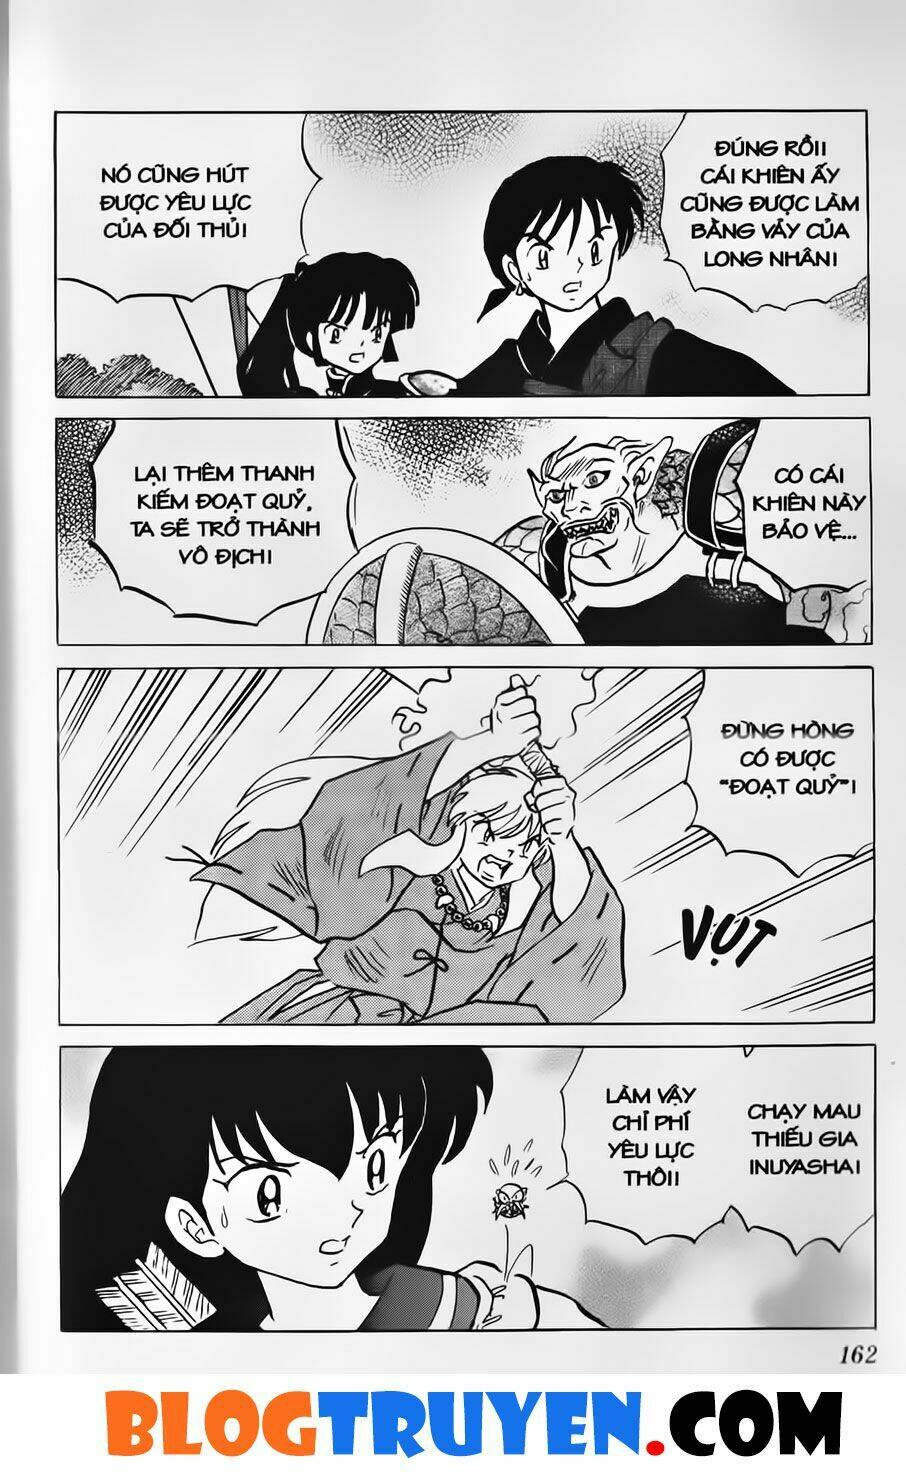 ĐÚNG RỒI!
CÁI KHIÊN ẤY
CŨNG ĐƯỢC LÀM
BẰNG VẢY CỦA
LONG NHÂN!
NÓ CŨNG HÚT
ĐƯỢC YÊU LỰC
CỦA ĐỐI THỦ!
CÓ CÁI
KHIÊN NÀY
BẢO VỆ...
LẠI THÊM THANH
KIẾM ĐOẠT QUỶ,
TA SẼ TRỞ THÀNH
VÔ ĐỊCH!
ĐỪNG HÒNG
CÓ ĐƯỢC
"ĐOẠT QUỶ"!
VỤT
CHẠY MAU
THIẾU GIA
INUYASHA!
LÀM VẬY
CHỈ PHÍ
YÊU LỰC
THÔI!
162
BLOGTRUYEN.COM